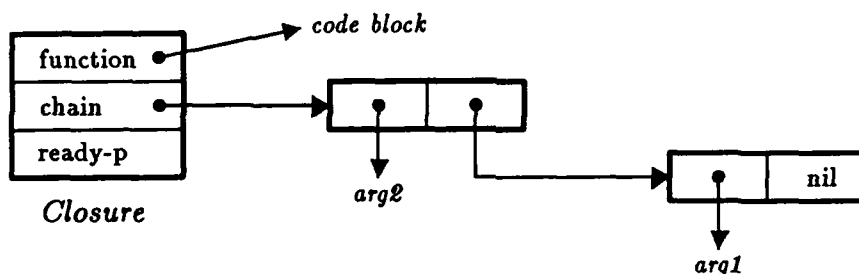 code block
function
chain
ready-p
Closure
arg2
nil
arg1